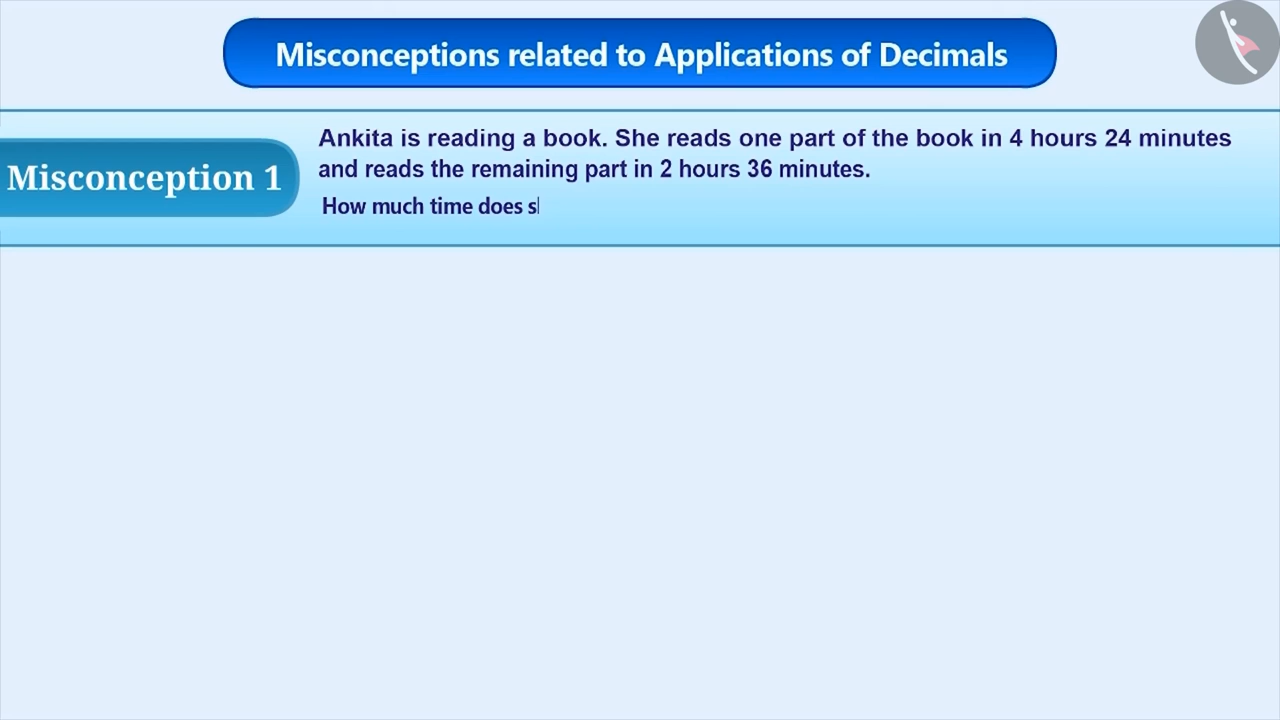 Misconceptions related to Applications of Decimals
Misconception 1
Ankita is reading a book. She reads one part of the book in 4 hours 24 minutes
and reads the remaining part in 2 hours 36 minutes.
How much time does s